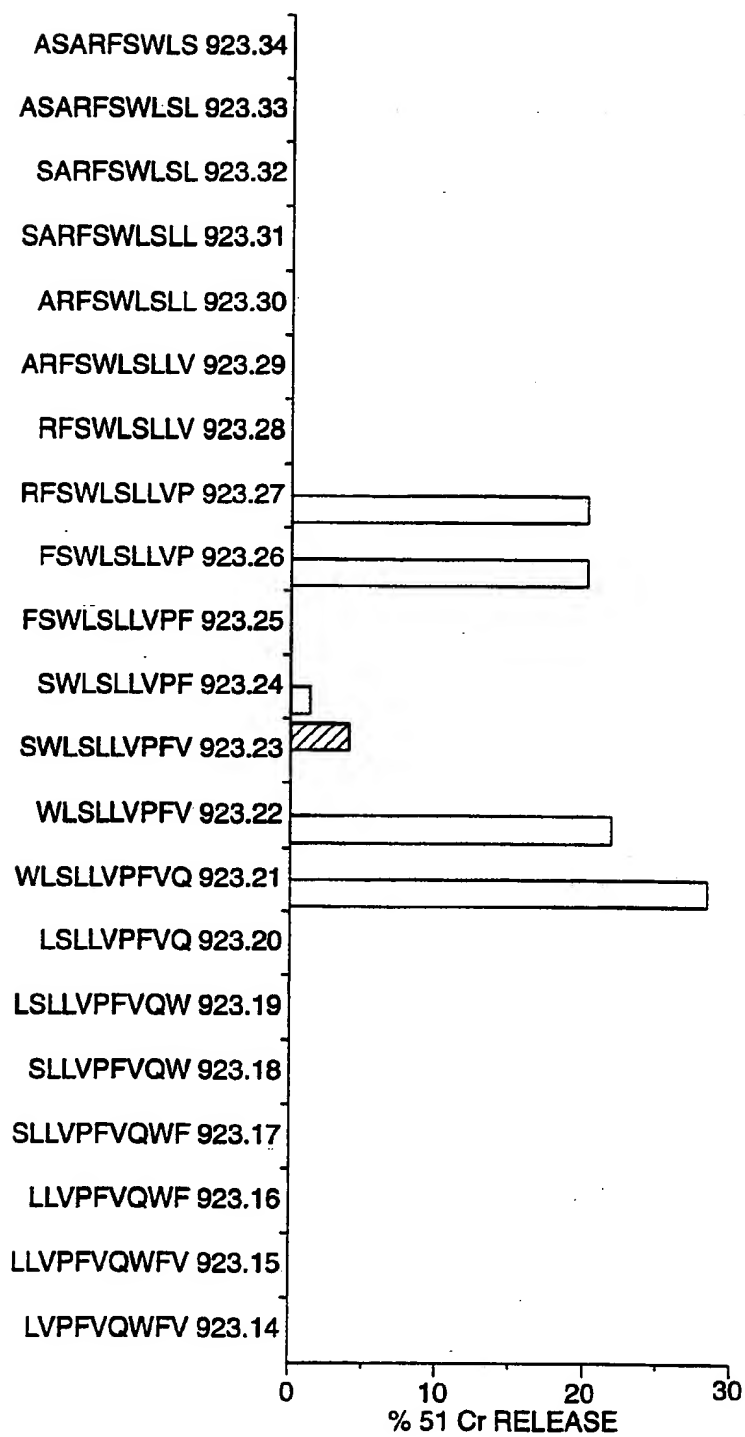 ASARFSWLS 923.34
ASARFSWLSL 923.33
SARFSWLSL 923.32
SARFSWLSLL 923.31
ARFSWLSLL 923.30
ARFSWLSLLV 923.29
RFSWLSLLV 923.28
RFSWLSLLVP 923.27
FSWLSLLVP 923.26
FSWLSLLVPF 923.25
SWLSLLVPF 923.24
SWLSLLVPFV 923.23
WLSLLVPFV 923.22
WLSLLVPFVQ 923.21
LSLLVPFVQ 923.20
LSLLVPFVQW 923.19
SLLVPFVQW 923.18
SLLVPFVQWF 923.17
LLVPFVQWF 923.16
LLVPFVQWFV 923.15
LVPFVQWFV 923.14
0 10 20 30
% 51 Cr RELEASE